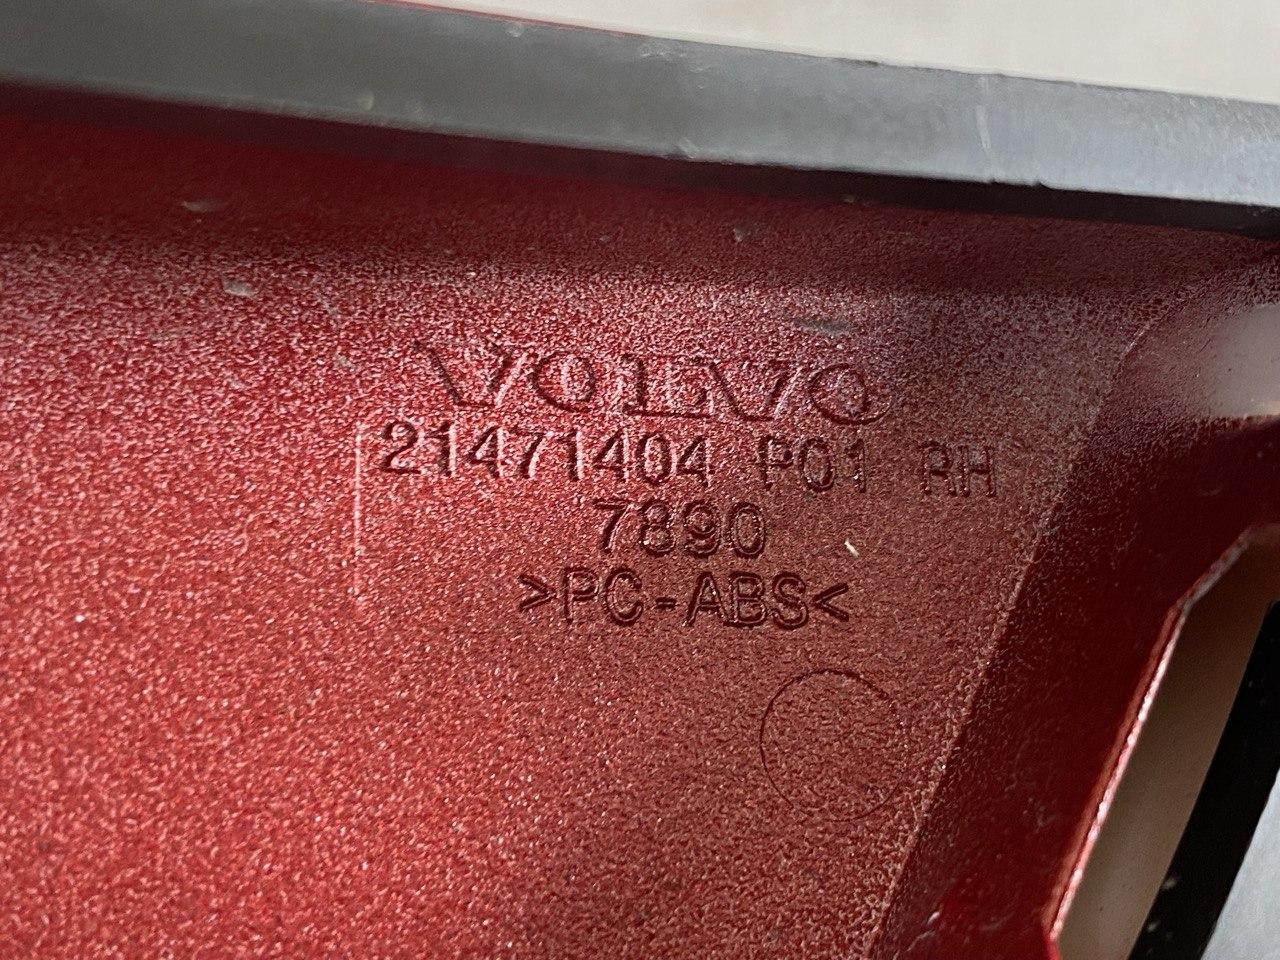 VOLVO
21471404 P01 RH
7890
>PC-ABS<